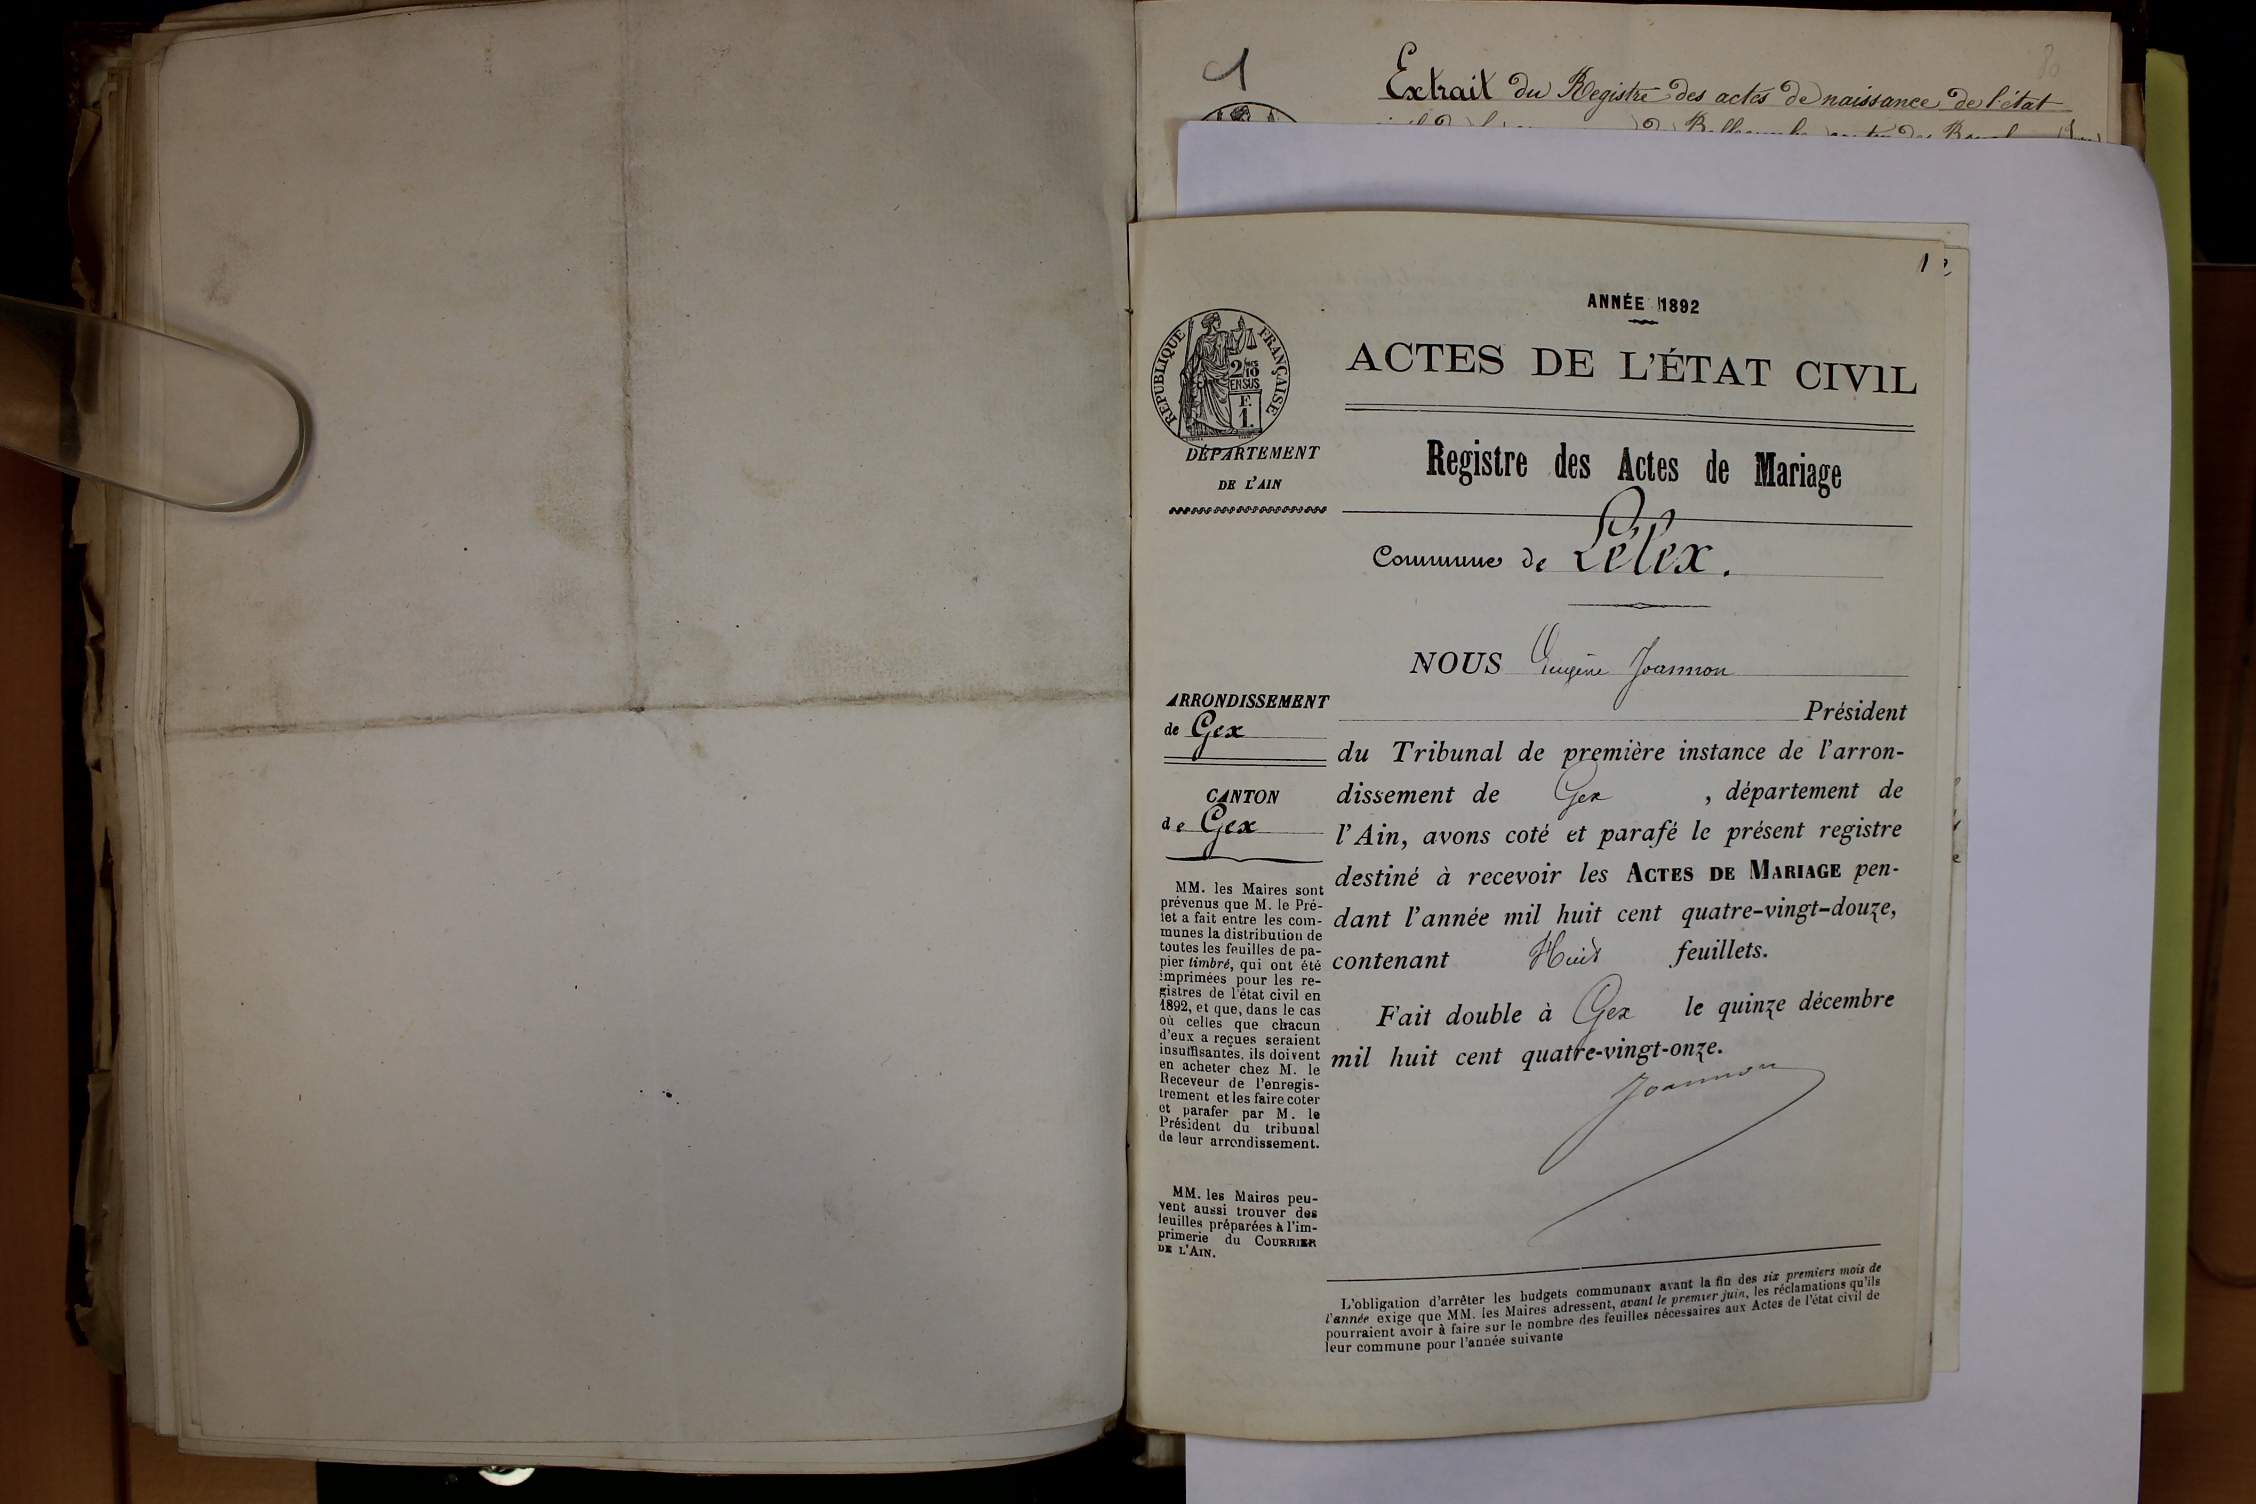 Extrait du Registre des actes de naissance de l'état
1 2
ANNÉE 1892
ACTES DE L'ÉTAT CIVIL
RÉPUBLIQUE FRANÇAISE
2/10
EN SUS
F.
1.
DÉPARTEMENT
DE L'AIN
Registre des Actes de Mariage
Commune de Lélex.
NOUS Eugène Joannon
Président
du Tribunal de première instance de l'arron-
dissement de Gex , département de
l'Ain, avons coté et parafé le présent registre
destiné à recevoir les ACTES DE MARIAGE pen-
dant l'année mil huit cent quatre-vingt-douze,
contenant Huit feuillets.
Fait double à Gex le quinze décembre
mil huit cent quatre-vingt-onze.
Joannon
ARRONDISSEMENT
de Gex
CANTON
de Gex
MM. les Maires sont
prévenus que M. le Pré-
fet a fait entre les com-
munes la distribution de
toutes les feuilles de pa-
pier timbré, qui ont été
imprimées pour les re-
gistres de l'état civil en
1892, et que, dans le cas
où celles que chacun
d'eux a reçues seraient
insuffisantes, ils doivent
en acheter chez M. le
Receveur de l'enregis-
trement et les faire coter
et parafer par M. le
Président du tribunal
de leur arrondissement.
MM. les Maires peu-
vent aussi trouver des
feuilles préparées à l'im-
primerie du COURRIER
DE L'AIN.
L'obligation d'arrêter les budgets communaux avant la fin des six premiers mois de
l'année exige que MM. les Maires adressent, avant le premier juin, les réclamations qu'ils
pourraient avoir à faire sur le nombre des feuilles nécessaires aux Actes de l'état civil de
leur commune pour l'année suivante